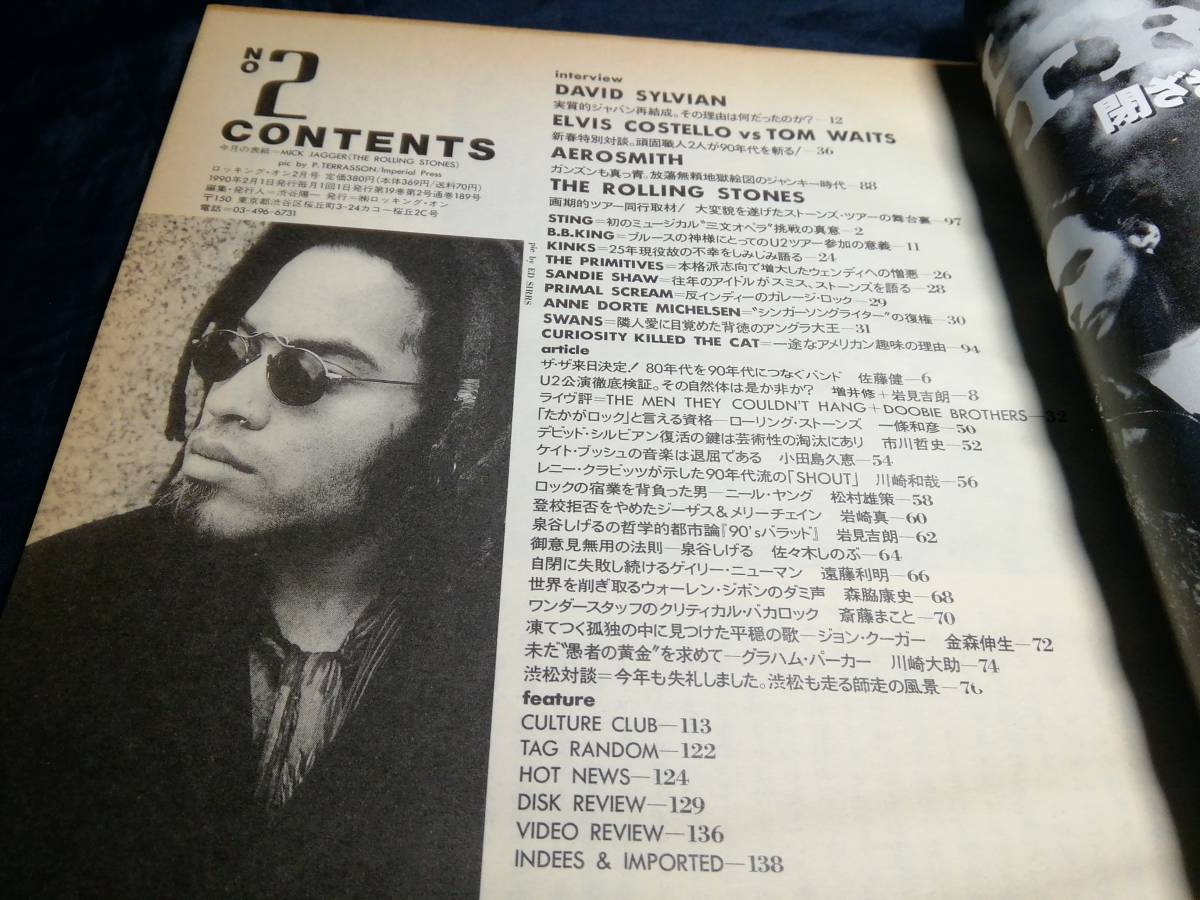 NO 2
CONTENTS
今月の表紙=MICK JAGGER(THE ROLLING STONES)
pic by P. TERRASSON/Imperial Press
ロッキング・オン2月号 定価380円(本体369円/送料70円)
1990年2月1日発行毎月1回1日発行第19巻第2号通巻189号
編集・発行人=渋谷陽一 発行=㈱ロッキング・オン
〒150 東京都渋谷区桜丘町3-24カコー桜丘2C号
電話=03-496-6731
pic by ED SIRRS
interview
DAVID SYLVIAN
実質的ジャパン再結成。その理由は何だったのか?—12
ELVIS COSTELLO vs TOM WAITS
新春特別対談。頑固職人2人が90年代を斬る!—36
AEROSMITH
ガンズンも真っ青。放蕩無頼地獄絵図のジャンキー時代—88
THE ROLLING STONES
画期的ツアー同行取材! 大変貌を遂げたストーンズ・ツアーの舞台裏—97
STING=初のミュージカル“三文オペラ”挑戦の真意—2
B.B.KING=ブルースの神様にとってのU2ツアー参加の意義—11
KINKS=25年現役故の不幸をしみじみ語る—24
THE PRIMITIVES=本格派志向で増大したウェンディへの憎悪—26
SANDIE SHAW=往年のアイドルがスミス、ストーンズを語る—28
PRIMAL SCREAM=反インディーのガレージ・ロック—29
ANNE DORTE MICHELSEN=“シンガーソングライター”の復権—30
SWANS=隣人愛に目覚めた背徳のアングラ大王—31
CURIOSITY KILLED THE CAT=一途なアメリカン趣味の理由—94
article
ザ・ザ来日決定! 80年代を90年代につなぐバンド 佐藤健—6
U2公演徹底検証。その自然体は是か非か? 増井修+岩見吉朗—8
ライヴ評=THE MEN THEY COULDN'T HANG+DOOBIE BROTHERS—32
「たかがロック」と言える資格—ローリング・ストーンズ 一條和彦—50
デビッド・シルビアン復活の鍵は芸術性の淘汰にあり 市川哲史—52
ケイト・ブッシュの音楽は退屈である 小田島久恵—54
レニー・クラビッツが示した90年代流の「SHOUT」 川崎和哉—56
ロックの宿業を背負った男—ニール・ヤング 松村雄策—58
登校拒否をやめたジーザス&メリーチェイン 岩崎真—60
泉谷しげるの哲学的都市論『90'sバラッド』 岩見吉朗—62
御意見無用の法則—泉谷しげる 佐々木しのぶ—64
自閉に失敗し続けるゲイリー・ニューマン 遠藤利明—66
世界を削ぎ取るウォーレン・ジボンのダミ声 森脇康史—68
ワンダースタッフのクリティカル・バカロック 斎藤まこと—70
凍てつく孤独の中に見つけた平穏の歌—ジョン・クーガー 金森伸生—72
未だ“愚者の黄金”を求めて—グラハム・パーカー 川崎大助—74
渋松対談=今年も失礼しました。渋松も走る師走の風景—76
feature
CULTURE CLUB—113
TAG RANDOM—122
HOT NEWS—124
DISK REVIEW—129
VIDEO REVIEW—136
INDEES & IMPORTED—138
閉ざ